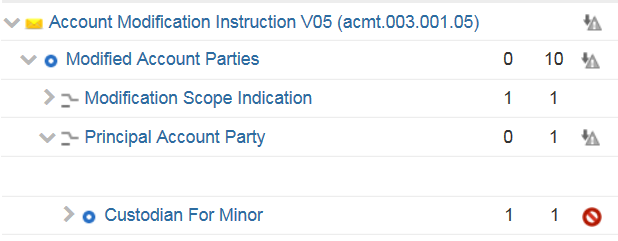 Account Modification Instruction V05 (acmt.003.001.05)
Modified Account Parties 0 10
Modification Scope Indication 1 1
Principal Account Party 0 1
Custodian For Minor 1 1